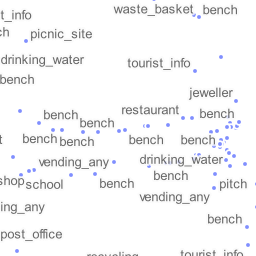 waste_basket bench
t_info
ch picnic_site
drinking_water
tourist_info
bench
jeweller
restaurant
bench bench
bench
bench bench bench bench
t
vending_any drinking_water
bench
shop school bench pitch
vending_any
ing_any
bench
post_office
recycling tourist_info